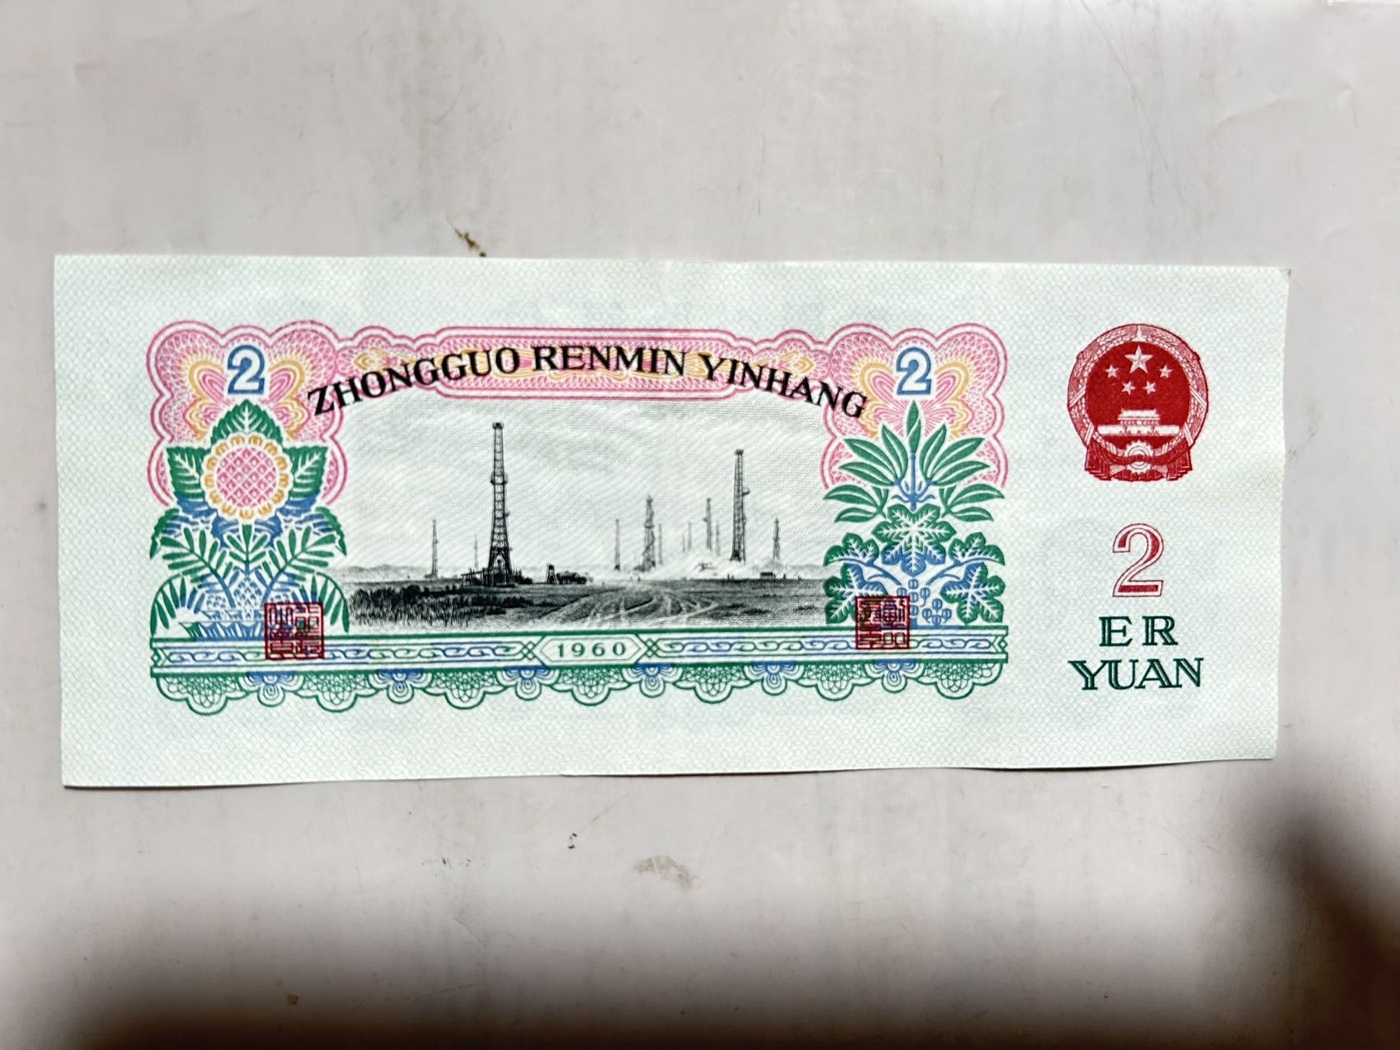 2
ZHONGGUO RENMIN YINHANG
2
1960
2
ER
YUAN